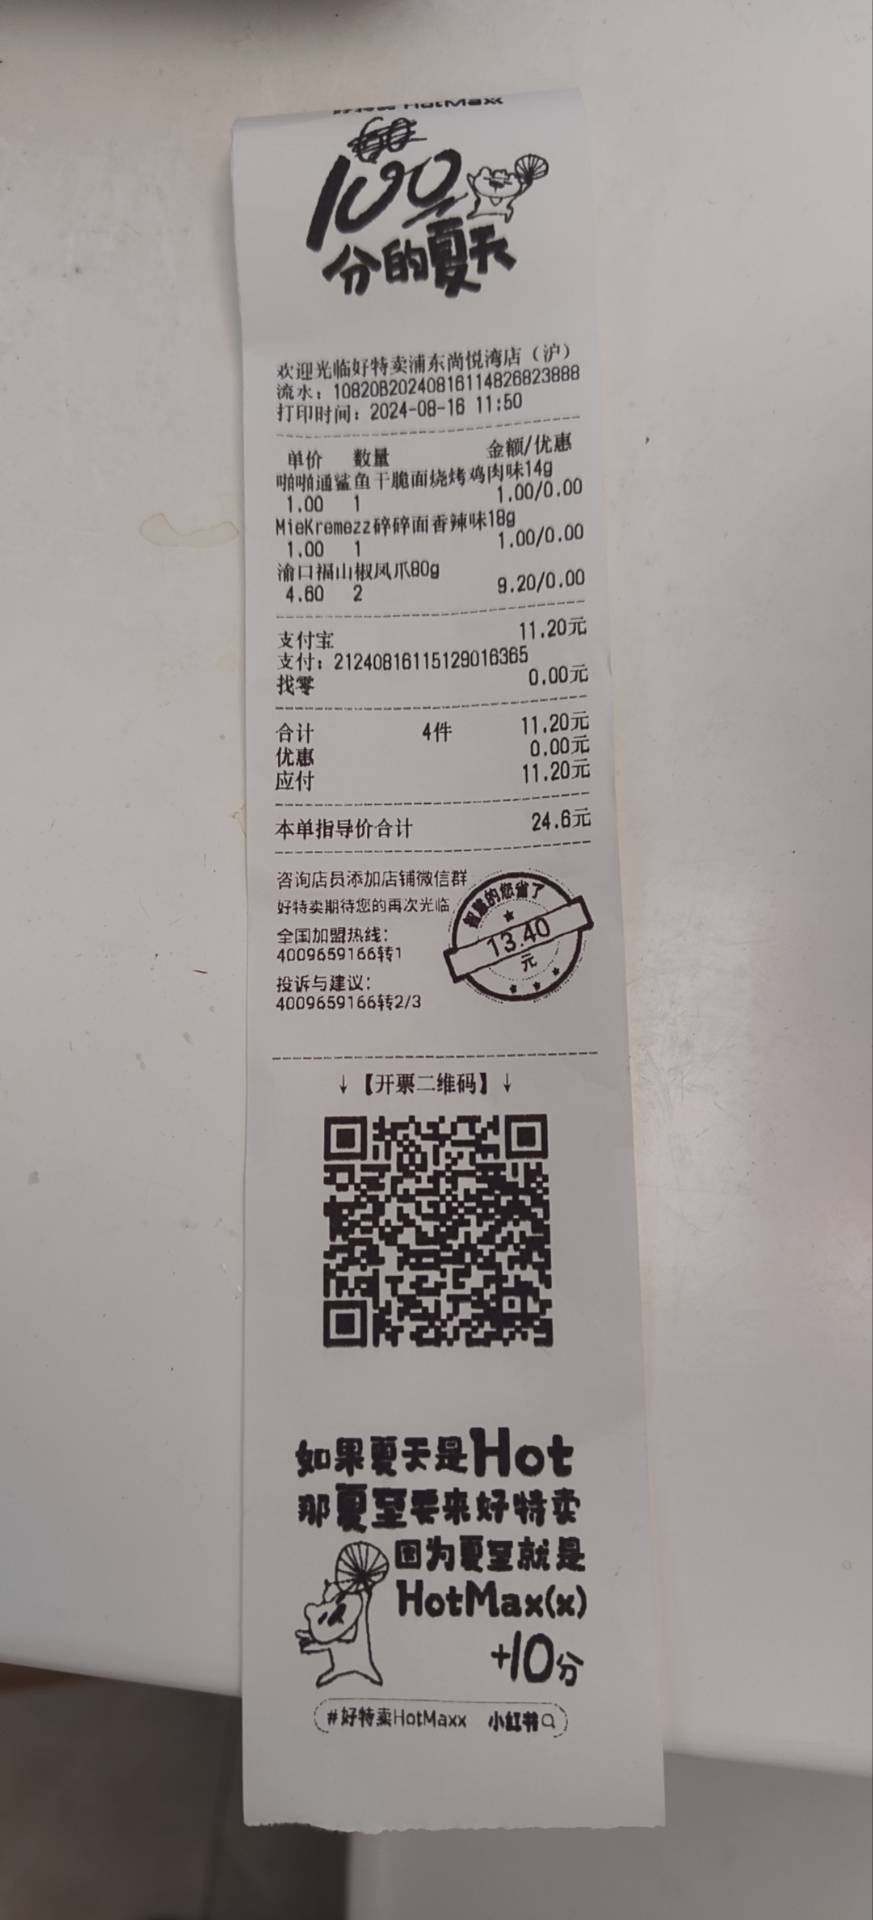 好特卖 HotMaxx
60
100
分的夏天
欢迎光临好特卖浦东尚悦湾店（沪）
流水：10820B20240816114826823888
打印时间：2024-08-16 11:50
单价 数量 金额/优惠
啪啪通鲨鱼干脆面烧烤鸡肉味14g
1.00 1 1.00/0.00
MieKremezz碎碎面香辣味18g
1.00 1 1.00/0.00
渝口福山椒凤爪80g
4.60 2 9.20/0.00
支付宝 11.20元
支付：21240816115129016365
找零 0.00元
合计 4件 11.20元
优惠 0.00元
应付 11.20元
本单指导价合计 24.6元
咨询店员添加店铺微信群
好特卖期待您的再次光临
全国加盟热线：
4009659166转1
投诉与建议：
4009659166转2/3
智慧的您省了
13.40
元
↓【开票二维码】↓
如果夏天是Hot
那夏至要来好特卖
因为夏至就是
HotMax(x)
+10分
#好特卖HotMaxx 小红书